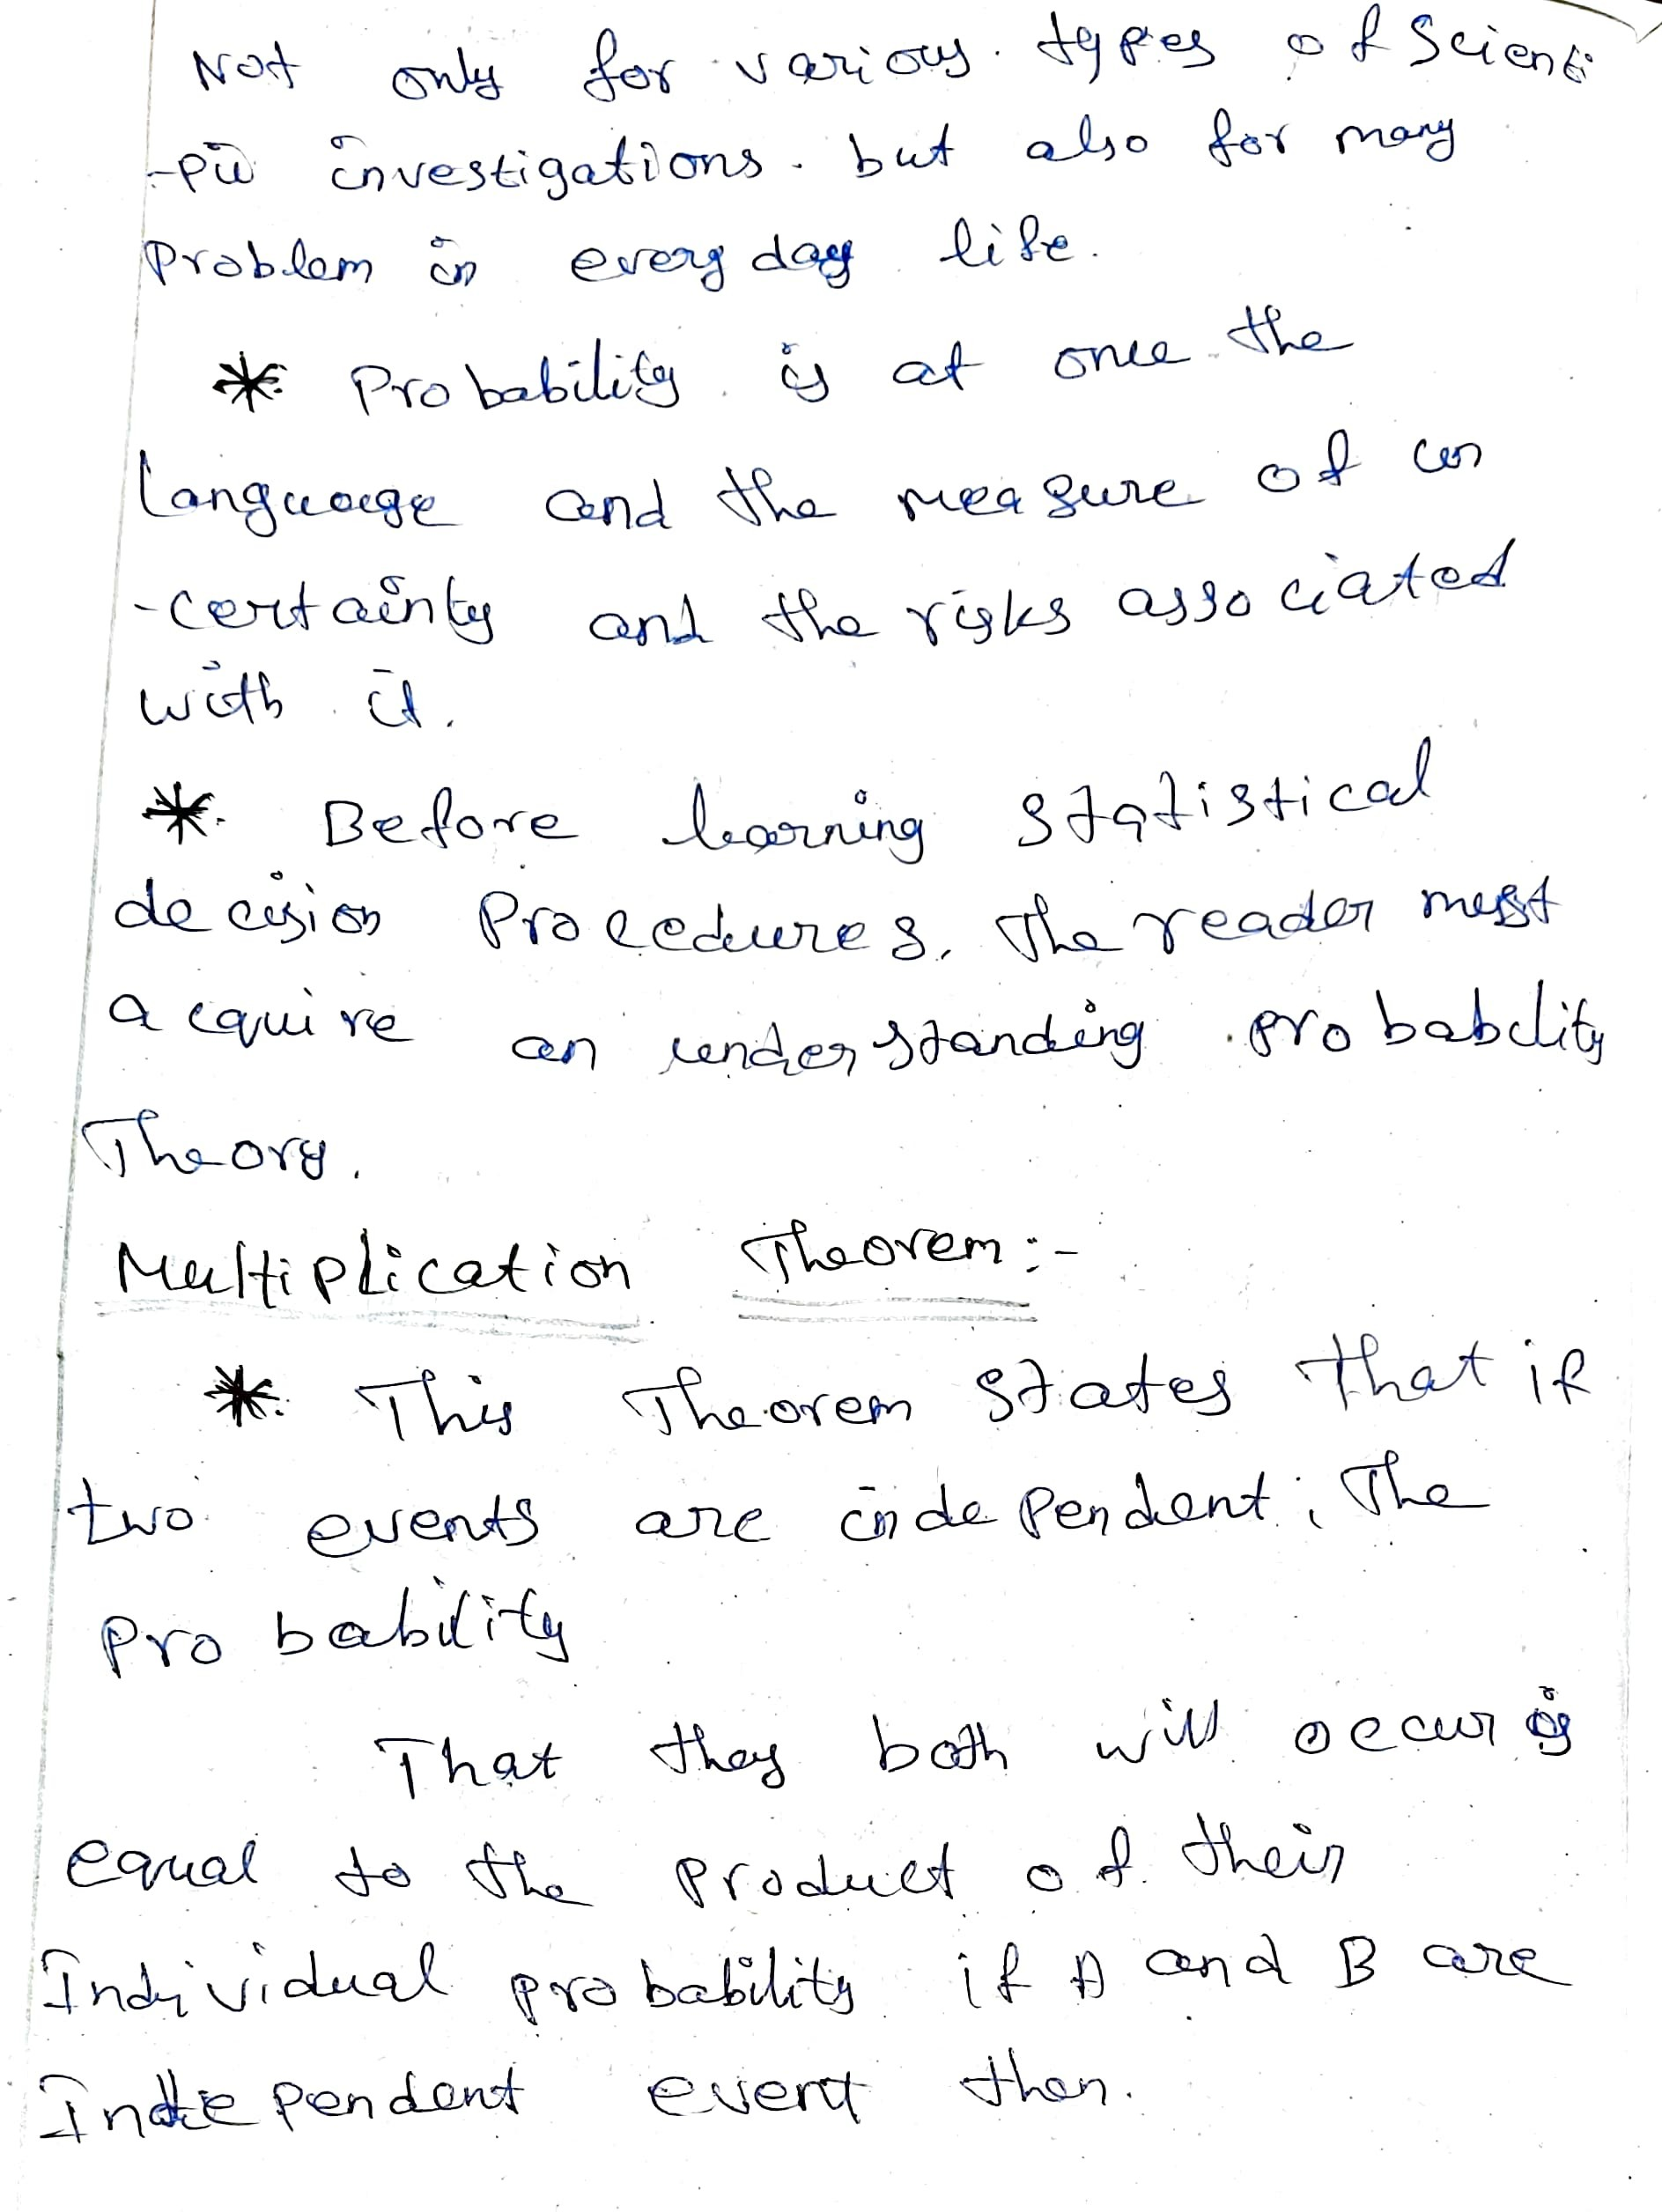 Not only for various types of Scienti
-fic investigations. but also for many
Problem in every day life.
* Probability is at once the
Language and the measure of un
-certainty and the risks associated
with it.
* Before learning Statistical
decision Procedures, The reader must
acquire an understanding probability
Theory.
Multiplication Theorem:-
* This Theorem States That if
two events are independent; The
Probability
That they both will occur is
equal to the product of their
Individual probability if A and B are
Independent event then.